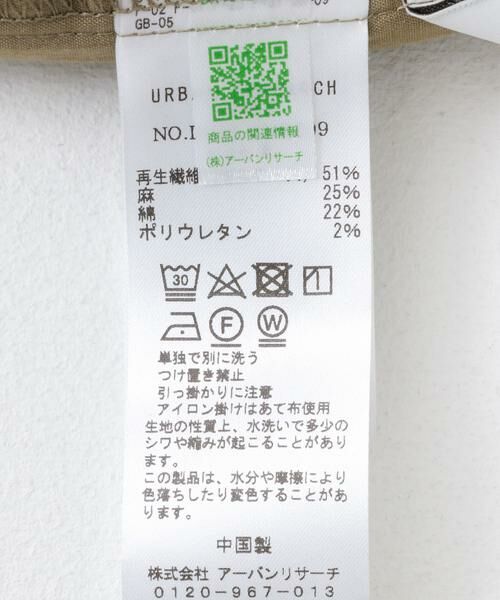 GB-05
商品の関連情報
(株)アーバンリサーチ
再生繊維 51%
麻 25%
綿 22%
ポリウレタン 2%
30
F W
単独で別に洗う
つけ置き禁止
引っ掛かりに注意
アイロン掛けはあて布使用
生地の性質上、水洗いで多少の
シワや縮みが起こることがあり
ます。
この製品は、水分や摩擦により
色落ちしたり変色することがあ
ります。
中国製
株式会社 アーバンリサーチ
0120-967-013